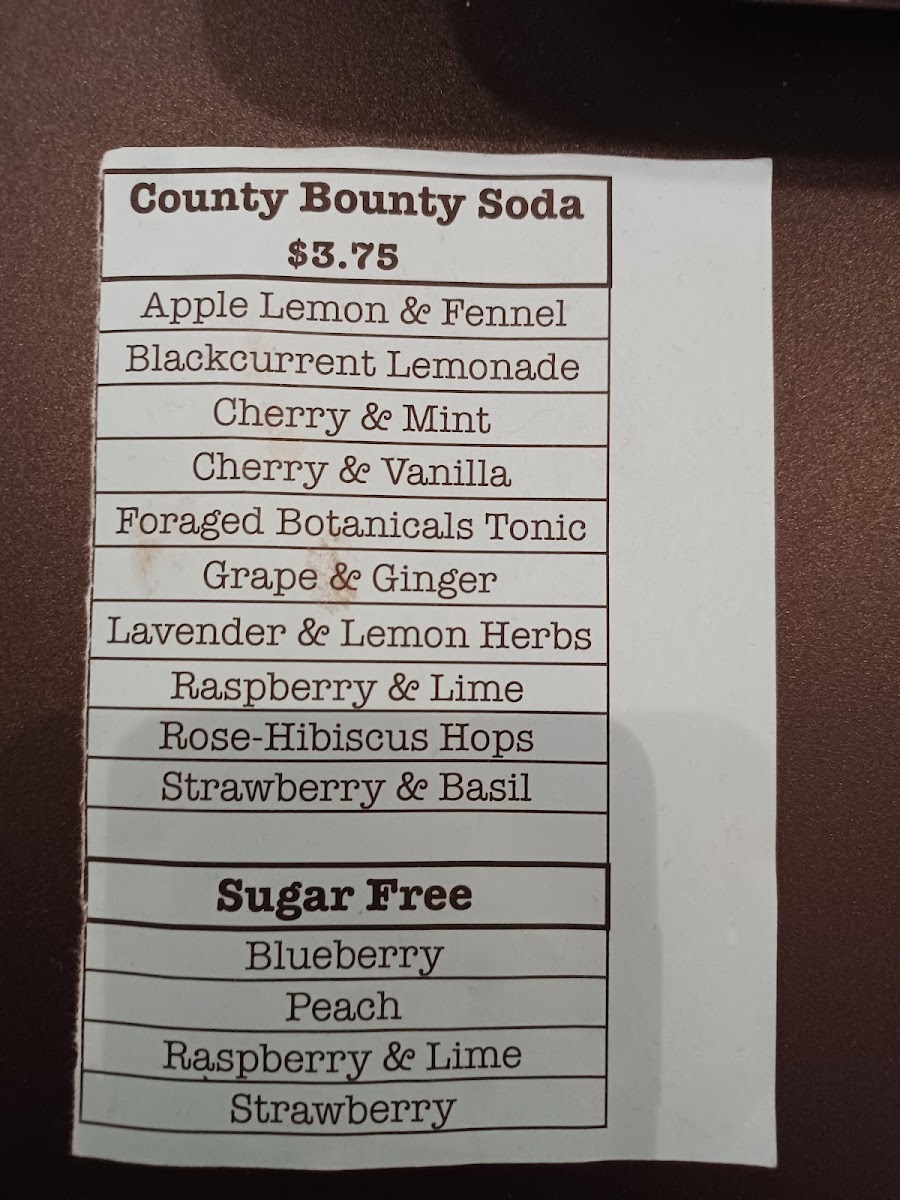 County Bounty Soda
$3.75
Apple Lemon & Fennel
Blackcurrent Lemonade
Cherry & Mint
Cherry & Vanilla
Foraged Botanicals Tonic
Grape & Ginger
Lavender & Lemon Herbs
Raspberry & Lime
Rose-Hibiscus Hops
Strawberry & Basil
Sugar Free
Blueberry
Peach
Raspberry & Lime
Strawberry